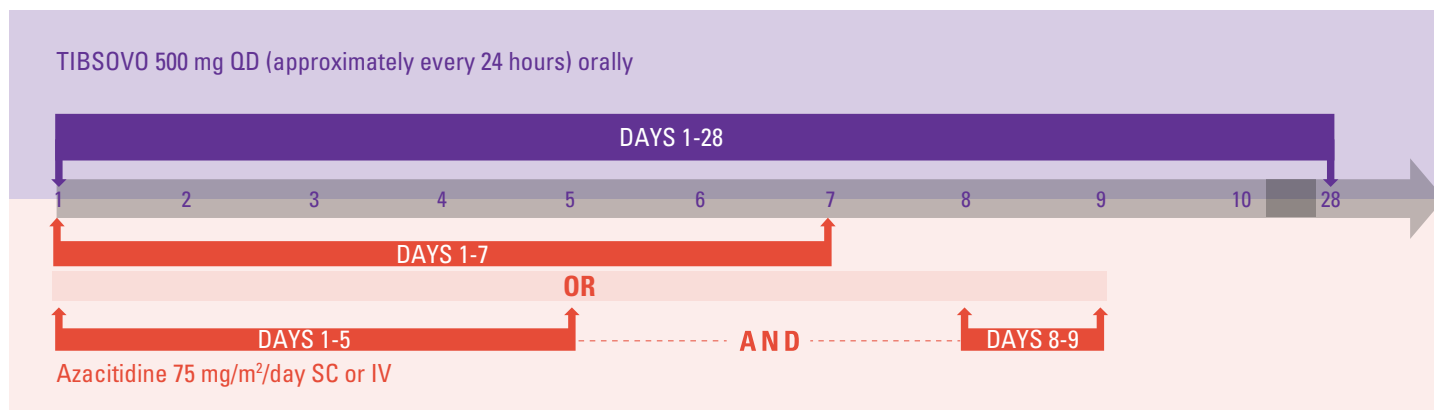 TIBSOVO 500 mg QD (approximately every 24 hours) orally
DAYS 1-28
1 2 3 4 5 6 7 8 9 10 28
DAYS 1-7
OR
DAYS 1-5 AND DAYS 8-9
Azacitidine 75 mg/m²/day SC or IV